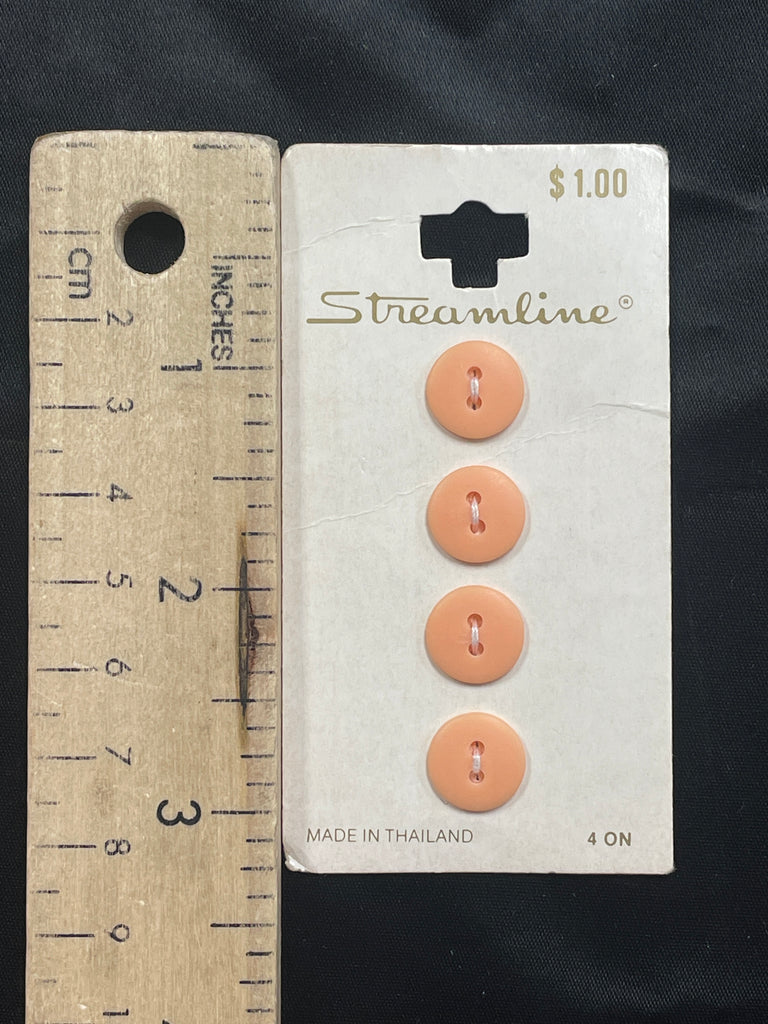 $ 1.00
Streamline®
MADE IN THAILAND
4 ON
cm
INCHES
2
1
3
4
5
2
6
7
3
8
9